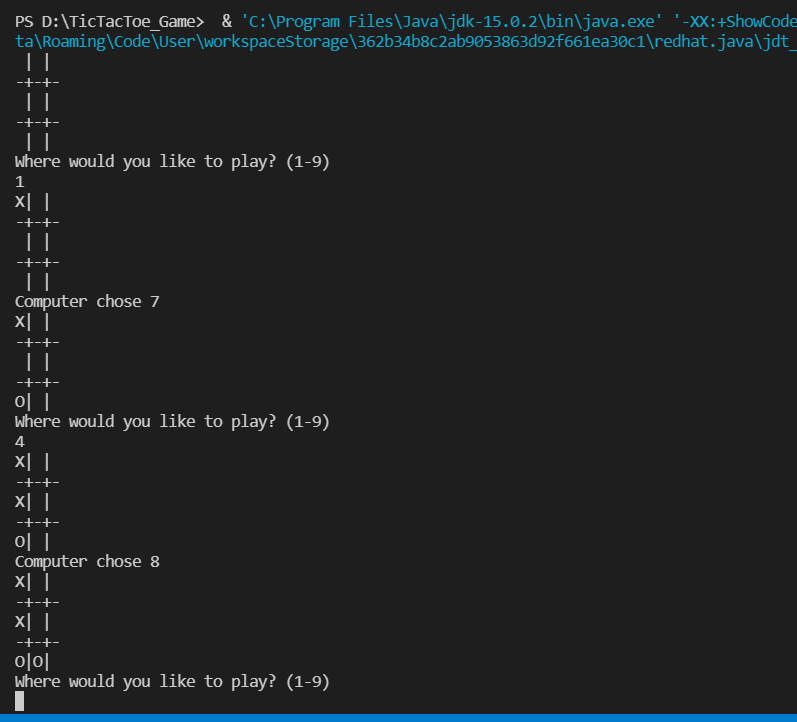 PS D:\TicTacToe_Game>  & 'C:\Program Files\Java\jdk-15.0.2\bin\java.exe' '-XX:+ShowCode
ta\Roaming\Code\User\workspaceStorage\362b34b8c2ab9053863d92f661ea30c1\redhat.java\jdt_
 | |
-+-+-
 | |
-+-+-
 | |
Where would you like to play? (1-9)
1
X| |
-+-+-
 | |
-+-+-
 | |
Computer chose 7
X| |
-+-+-
 | |
-+-+-
O| |
Where would you like to play? (1-9)
4
X| |
-+-+-
X| |
-+-+-
O| |
Computer chose 8
X| |
-+-+-
X| |
-+-+-
O|O|
Where would you like to play? (1-9)